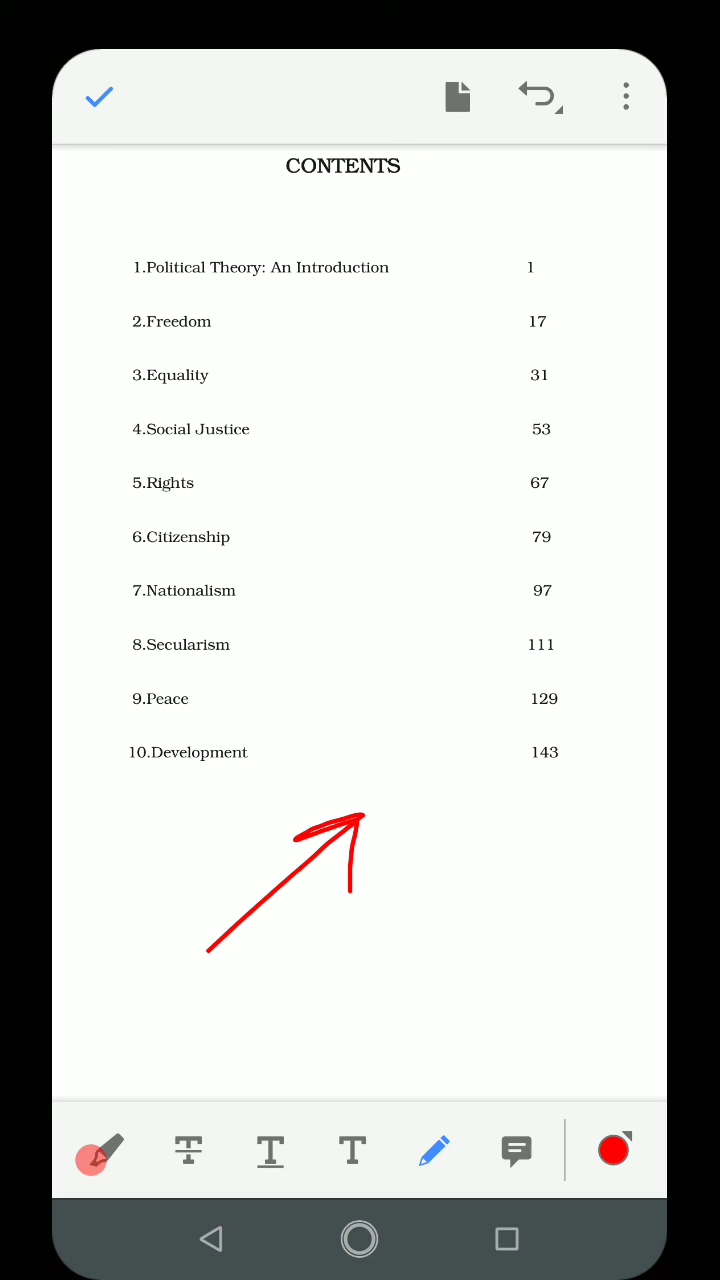 CONTENTS
1.Political Theory: An Introduction 1
2.Freedom 17
3.Equality 31
4.Social Justice 53
5.Rights 67
6.Citizenship 79
7.Nationalism 97
8.Secularism 111
9.Peace 129
10.Development 143
T T T